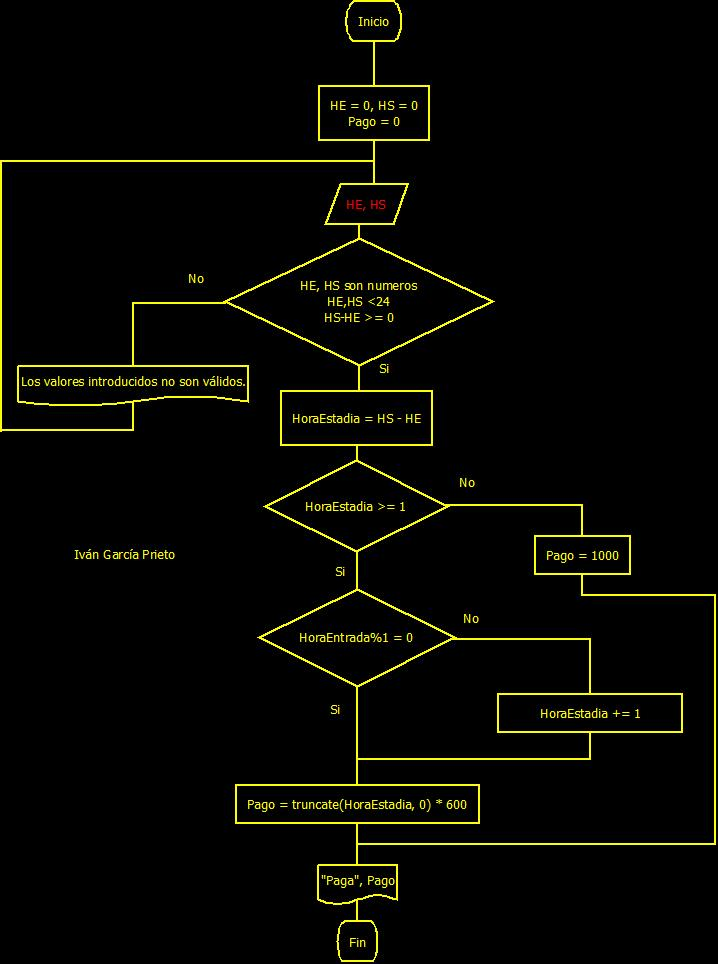 Inicio
HE = 0, HS = 0
Pago = 0
HE, HS
No
HE, HS son numeros
HE,HS <24
HS-HE >= 0
Si
Los valores introducidos no son válidos.
HoraEstadia = HS - HE
No
HoraEstadia >= 1
Iván García Prieto
Pago = 1000
Si
No
HoraEntrada%1 = 0
Si
HoraEstadia += 1
Pago = truncate(HoraEstadia, 0) * 600
"Paga", Pago
Fin